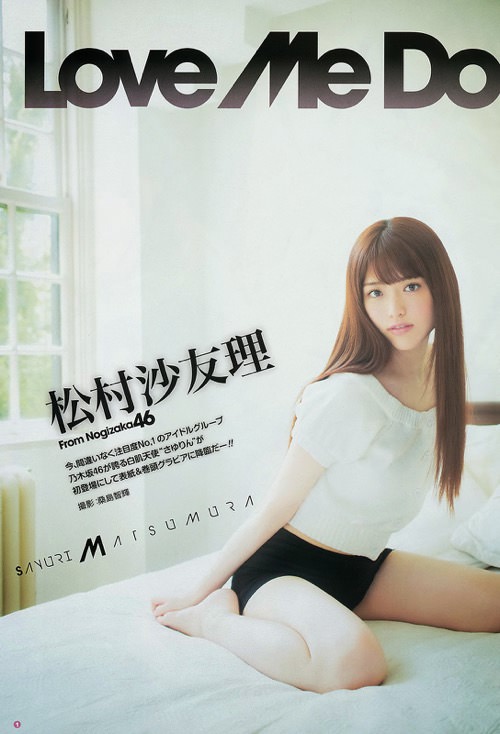 Love Me Do
松村沙友理
From Nogizaka46
今、間違いなく注目度No.1のアイドルグループ
乃木坂46が誇る白肌天使“さゆりん”が
初登場にして表紙&巻頭グラビアに降臨だー!!
撮影:桑島智輝
SAYURI MATSUMURA
1